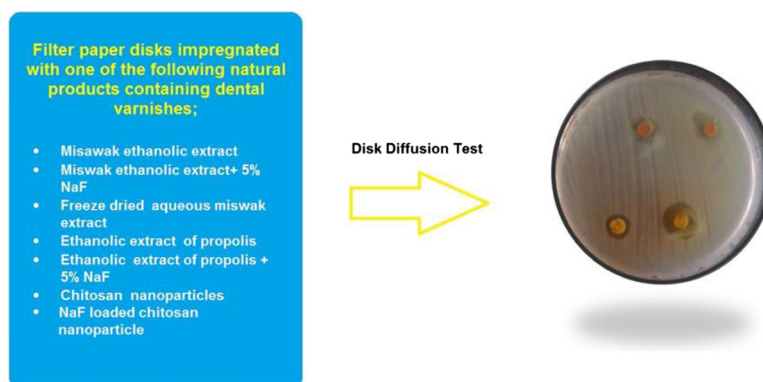 Filter paper disks impregnated
with one of the following natural
products containing dental
varnishes;
• Misawak ethanolic extract
• Miswak ethanolic extract+ 5%
NaF
• Freeze dried aqueous miswak
extract
• Ethanolic extract of propolis
• Ethanolic extract of propolis +
5% NaF
• Chitosan nanoparticles
• NaF loaded chitosan
nanoparticle
Disk Diffusion Test